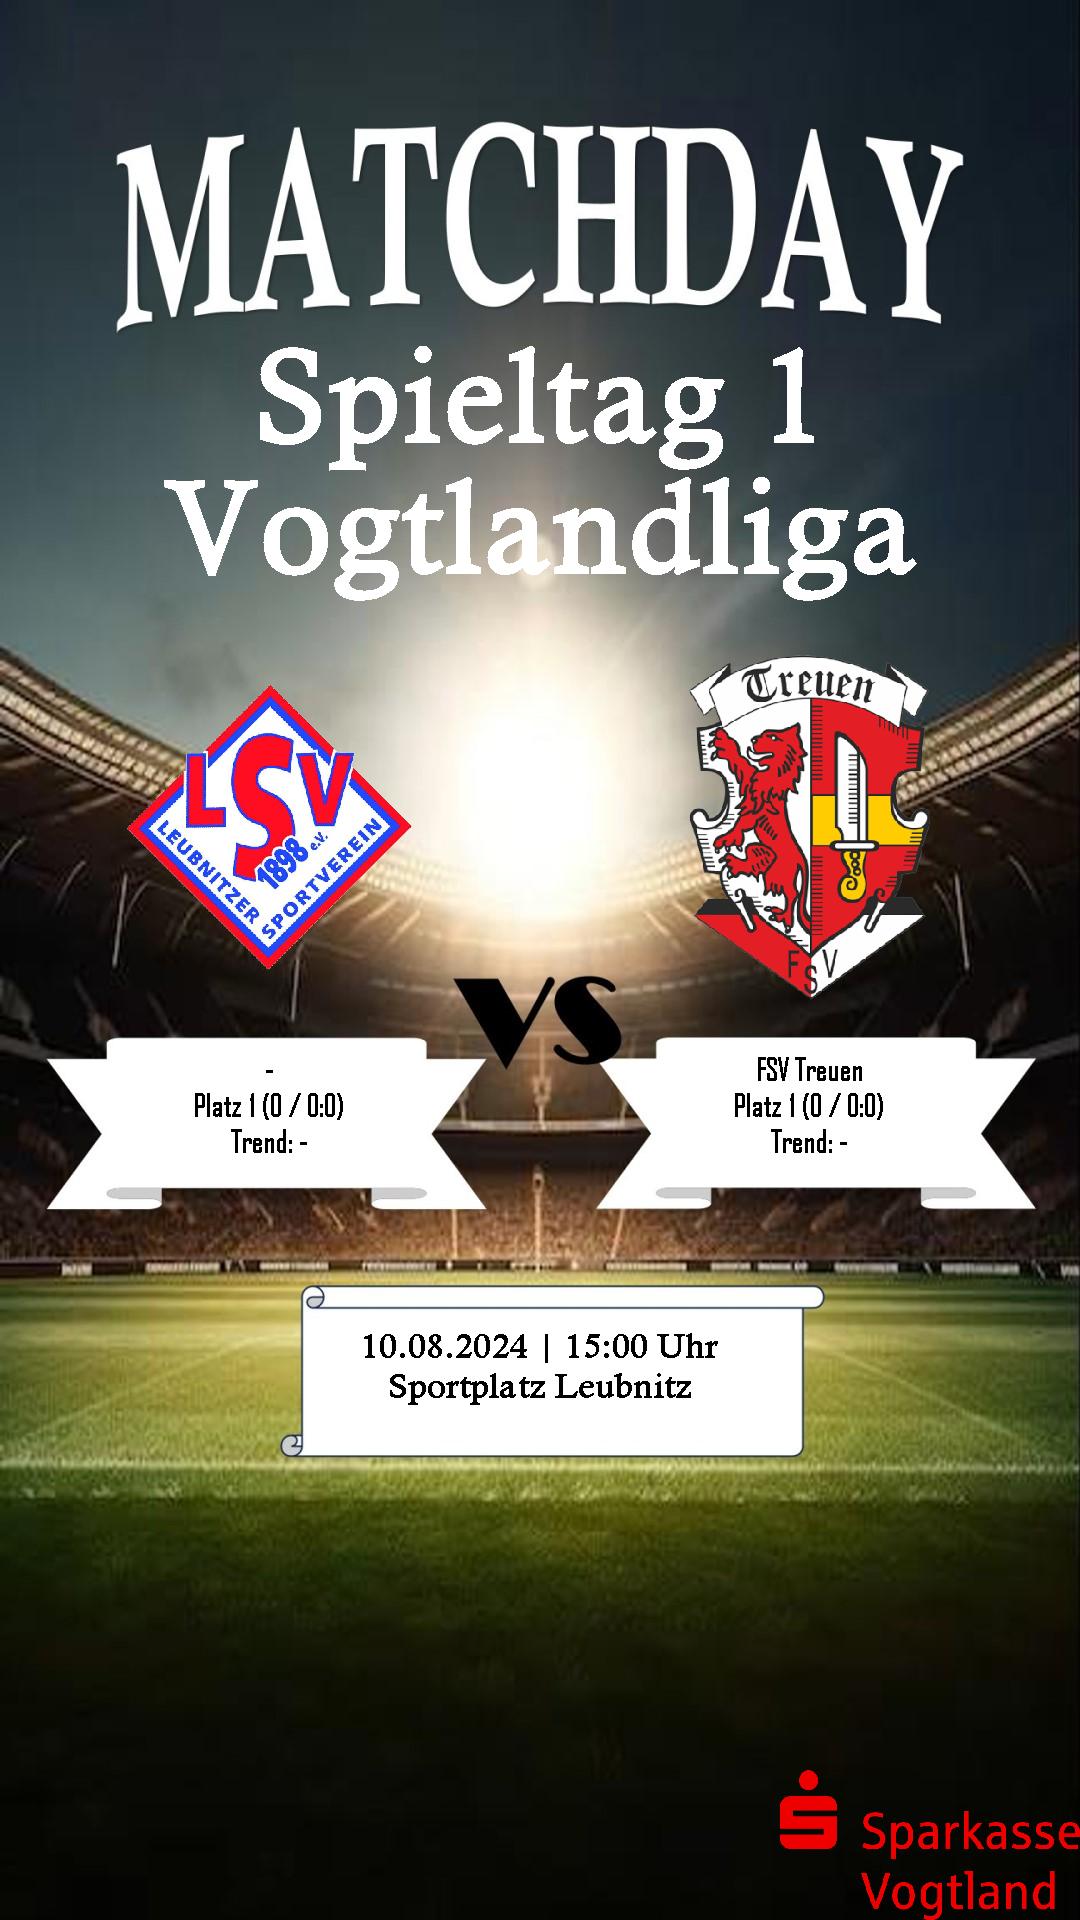 MATCHDAY
Spieltag 1
Vogtlandliga
LSV
1898 e.V.
LEUBNITZER SPORTVEREIN
Treuen
FSV
VS
-
Platz 1 (0 / 0:0)
Trend: -
FSV Treuen
Platz 1 (0 / 0:0)
Trend: -
10.08.2024 | 15:00 Uhr
Sportplatz Leubnitz
Sparkasse
Vogtland